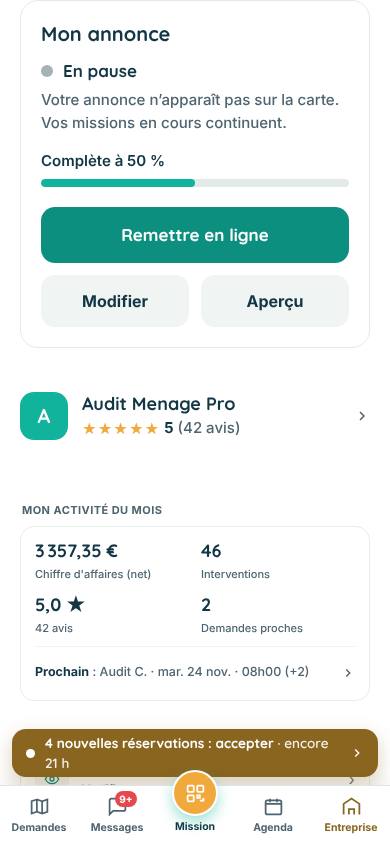 Mon annonce
En pause
Votre annonce n’apparaît pas sur la carte.
Vos missions en cours continuent.
Complète à 50 %
Remettre en ligne
Modifier
Aperçu
A
Audit Menage Pro
★★★★★ 5 (42 avis)
MON ACTIVITÉ DU MOIS
3 357,35 €
46
Chiffre d'affaires (net)
Interventions
5,0 ★
2
42 avis
Demandes proches
Prochain : Audit C. · mar. 24 nov. · 08h00 (+2)
4 nouvelles réservations : accepter · encore
21 h
9+
Demandes
Messages
Mission
Agenda
Entreprise